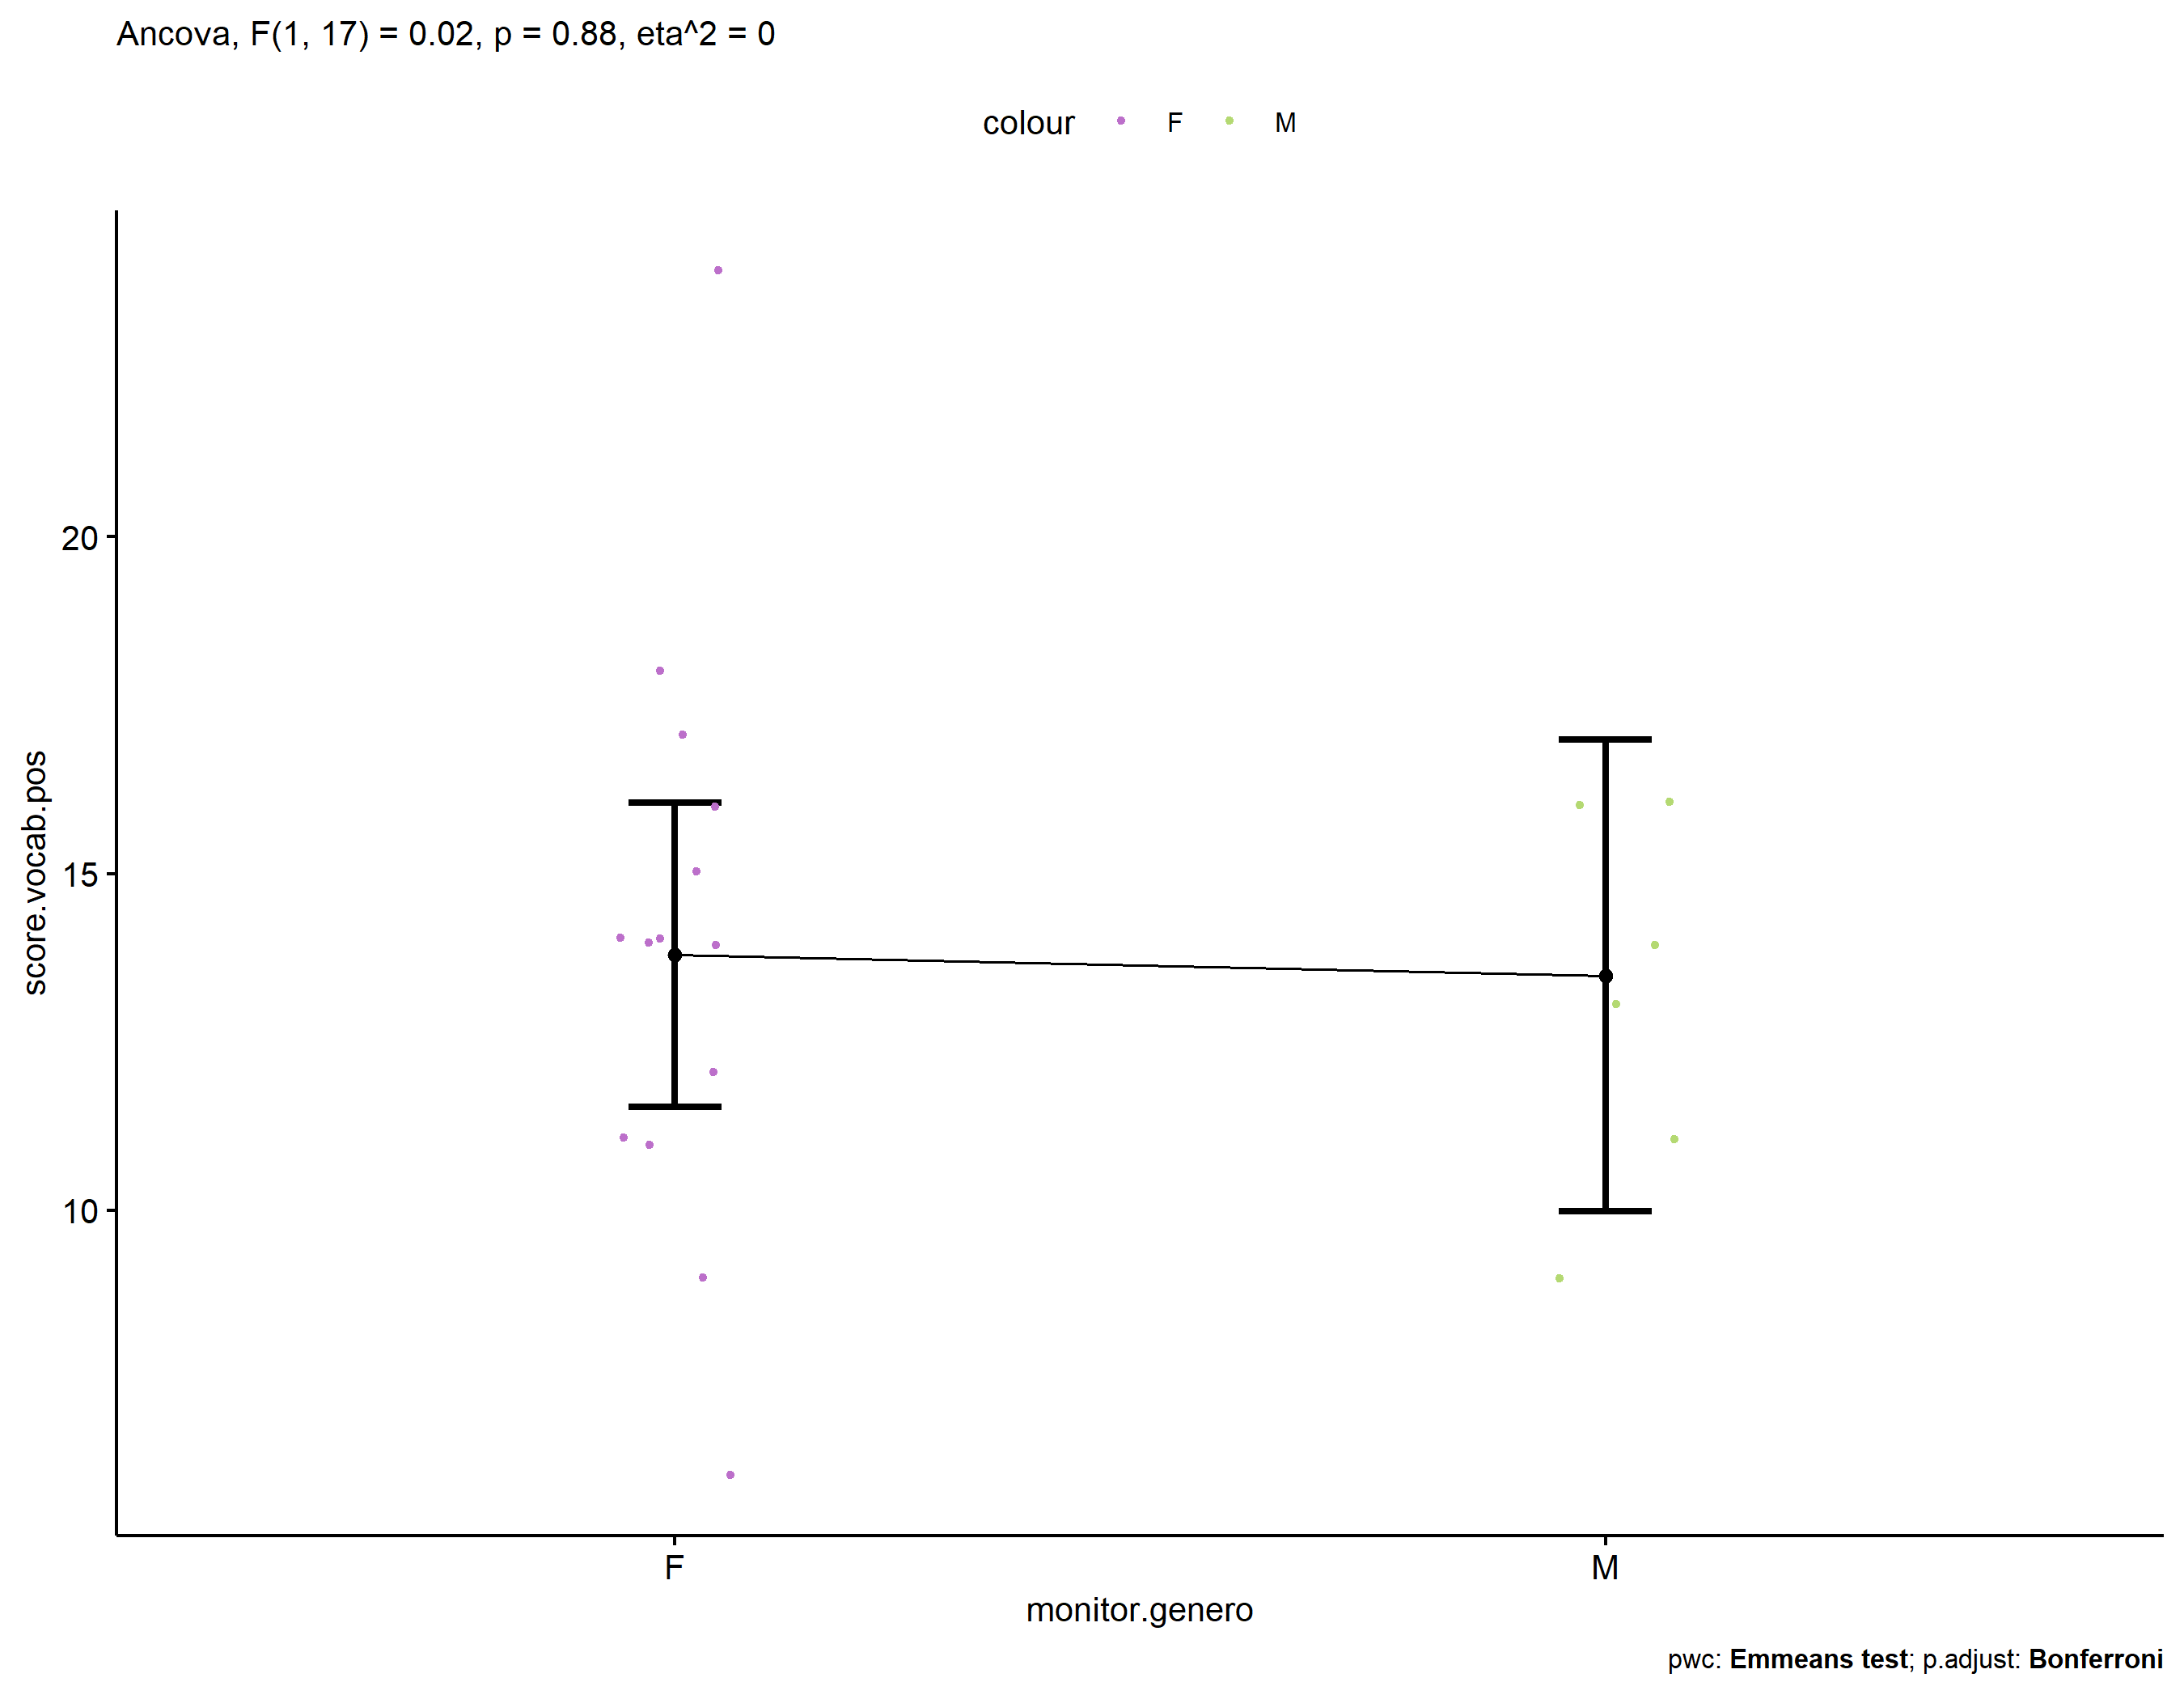 Ancova, F(1, 17) = 0.02, p = 0.88, eta^2 = 0
colour F M
score.vocab.pos
20
15
10
F M
monitor.genero
pwc: Emmeans test; p.adjust: Bonferroni